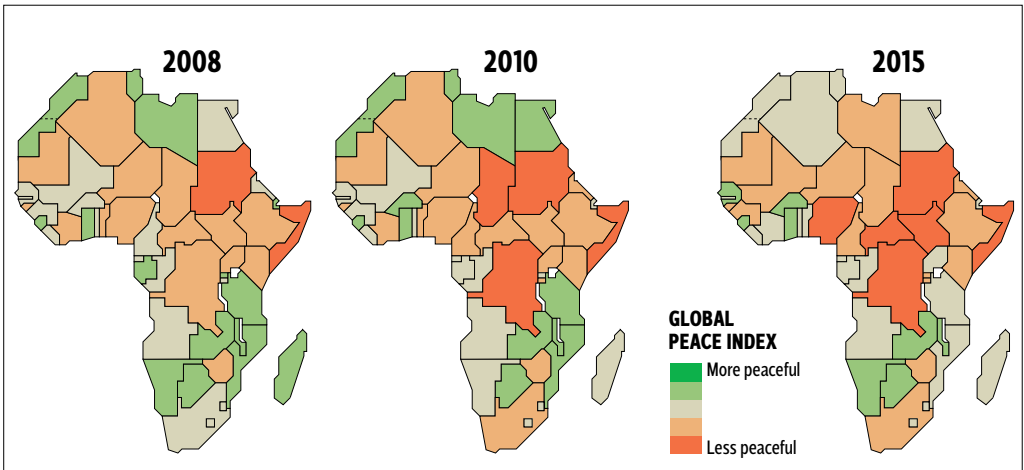 2008
2010
2015
GLOBAL
PEACE INDEX
More peaceful
Less peaceful